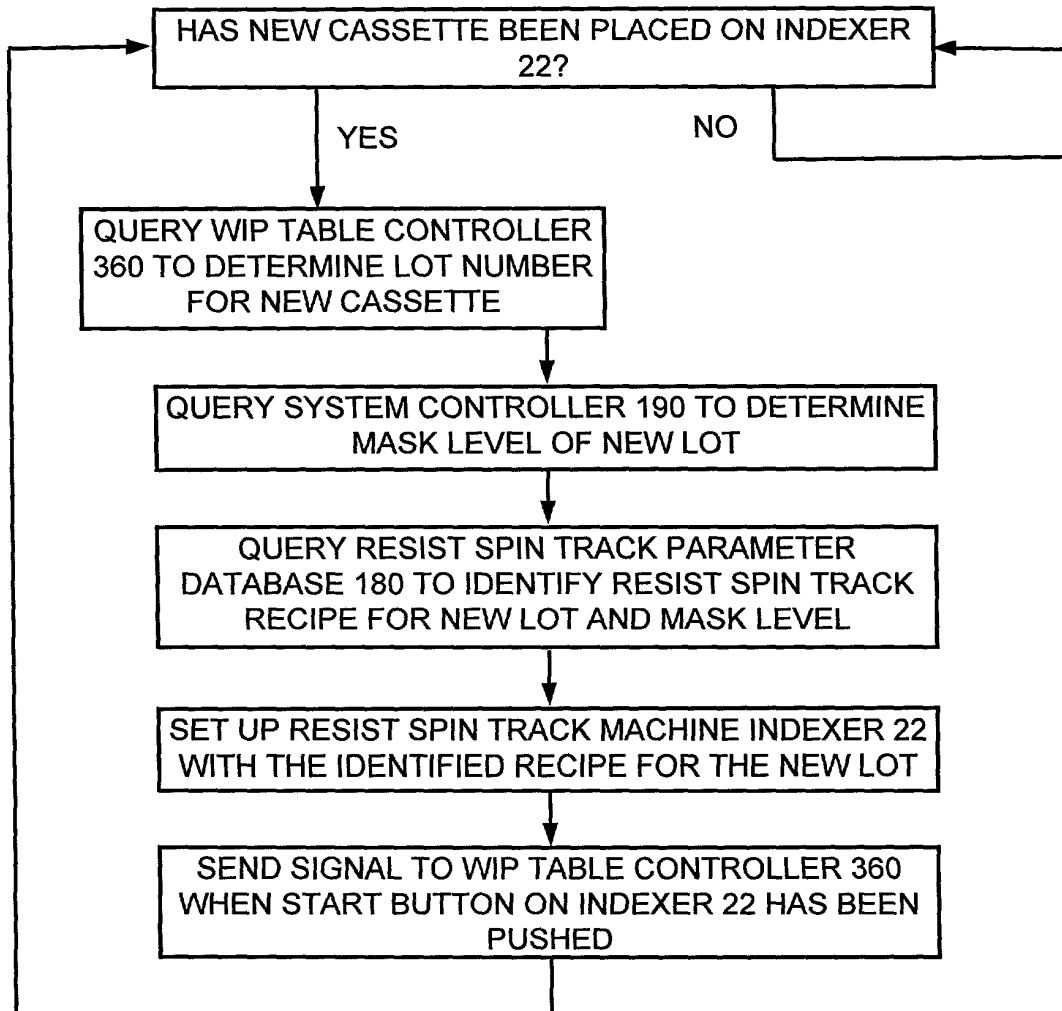 HAS NEW CASSETTE BEEN PLACED ON INDEXER
22?
YES
NO
QUERY WIP TABLE CONTROLLER
360 TO DETERMINE LOT NUMBER
FOR NEW CASSETTE
QUERY SYSTEM CONTROLLER 190 TO DETERMINE
MASK LEVEL OF NEW LOT
QUERY RESIST SPIN TRACK PARAMETER
DATABASE 180 TO IDENTIFY RESIST SPIN TRACK
RECIPE FOR NEW LOT AND MASK LEVEL
SET UP RESIST SPIN TRACK MACHINE INDEXER 22
WITH THE IDENTIFIED RECIPE FOR THE NEW LOT
SEND SIGNAL TO WIP TABLE CONTROLLER 360
WHEN START BUTTON ON INDEXER 22 HAS BEEN
PUSHED